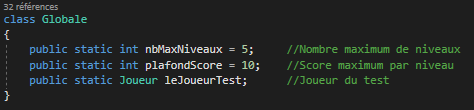 32 références
class Globale
{
public static int nbMaxNiveaux = 5; //Nombre maximum de niveaux
public static int plafondScore = 10; //Score maximum par niveau
public static Joueur leJoueurTest; //Joueur du test
}